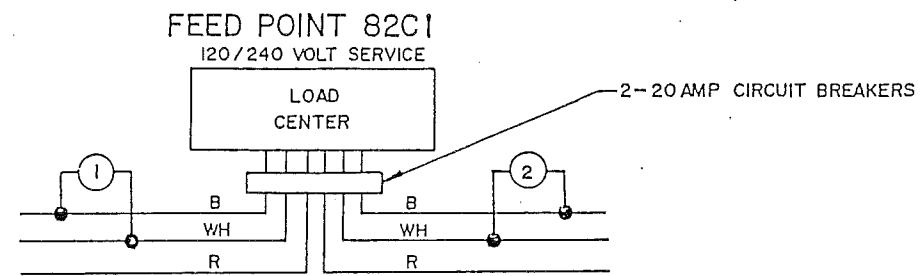 FEED POINT 82C1
120/240 VOLT SERVICE
LOAD
CENTER
2-20 AMP CIRCUIT BREAKERS
1
2
B
B
WH
WH
R
R